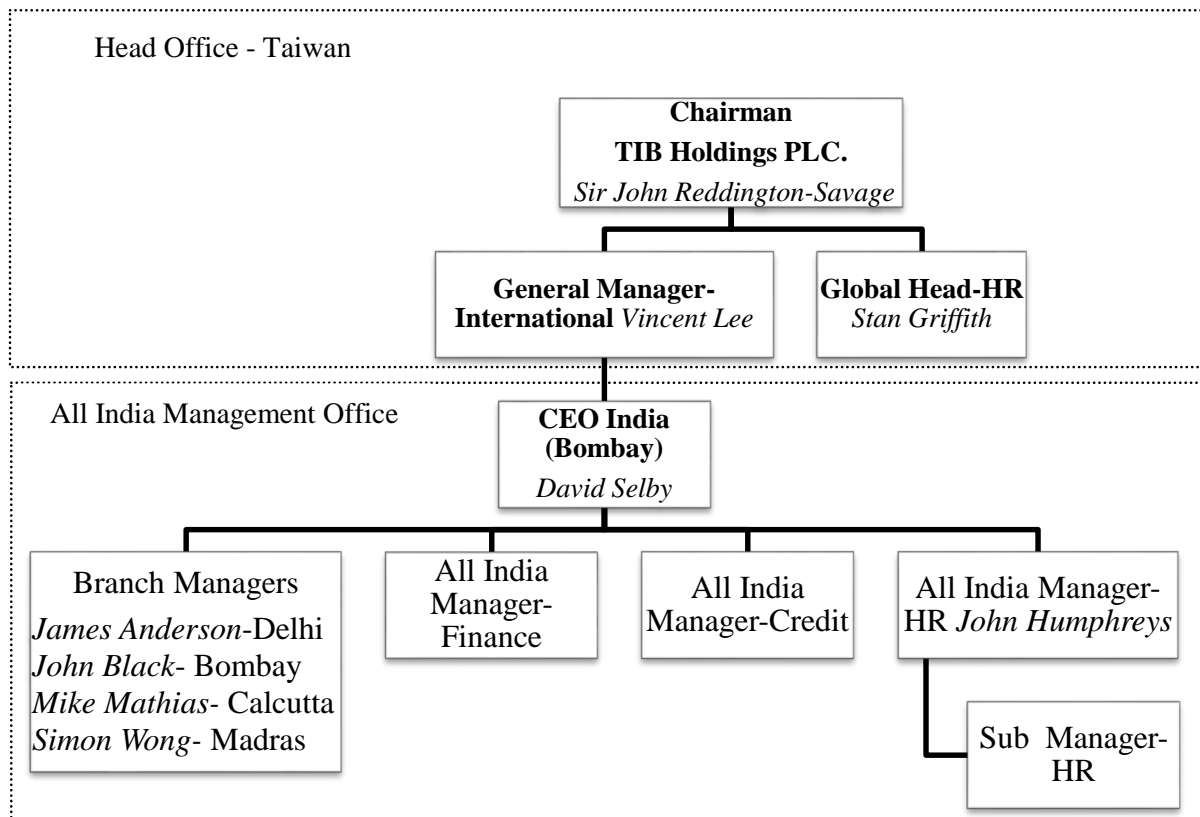 Head Office - Taiwan
Chairman
TIB Holdings PLC.
Sir John Reddington-Savage
General Manager-
International Vincent Lee
Global Head-HR
Stan Griffith
All India Management Office
CEO India
(Bombay)
David Selby
Branch Managers
James Anderson-Delhi
John Black- Bombay
Mike Mathias- Calcutta
Simon Wong- Madras
All India
Manager-
Finance
All India
Manager-Credit
All India Manager-
HR John Humphreys
Sub Manager-
HR